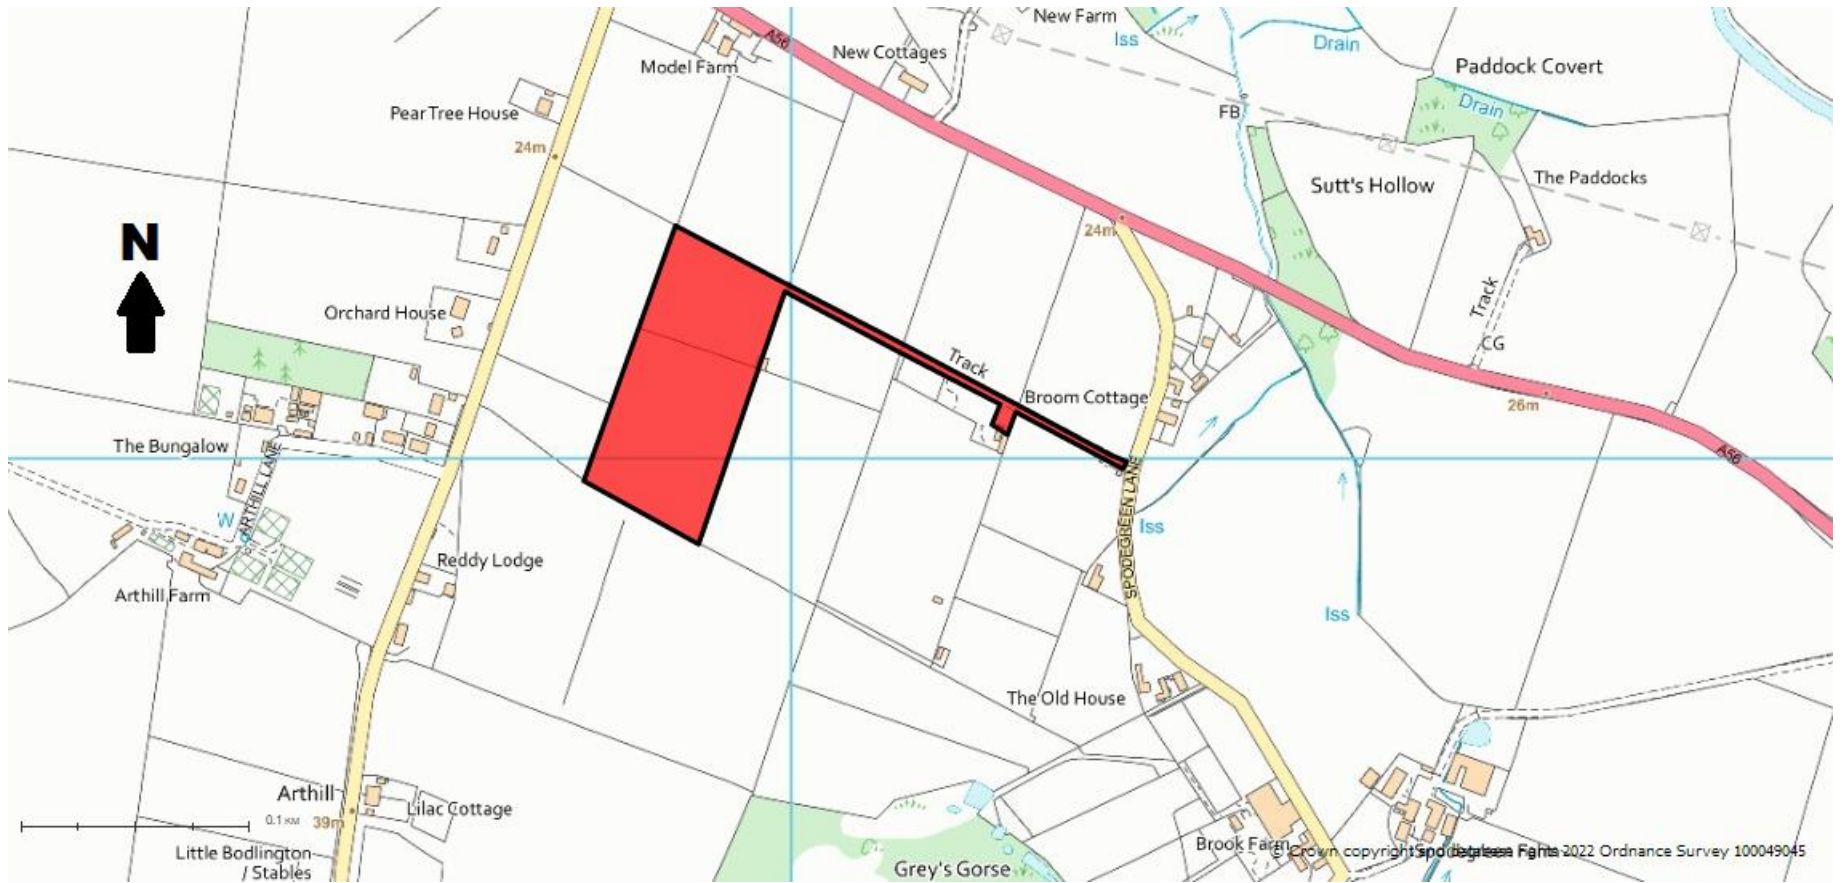 New Farm
A56
New Cottages
Iss
Drain
Model Farm
Paddock Covert
Drain
Pear Tree House
FB
24m
The Paddocks
Sutt's Hollow
N
24m
Track
Orchard House
CG
Track
Broom Cottage
26m
The Bungalow
A56
ARTHILL LANE
W
SPODEGREEN LANE
Iss
Reddy Lodge
Arthill Farm
Iss
The Old House
Arthill
Lilac Cottage
0.1 KM
39m
Brook Farm
© Crown copyright and database rights 2022 Ordnance Survey 100049045
Little Bodlington
/ Stables
Grey's Gorse